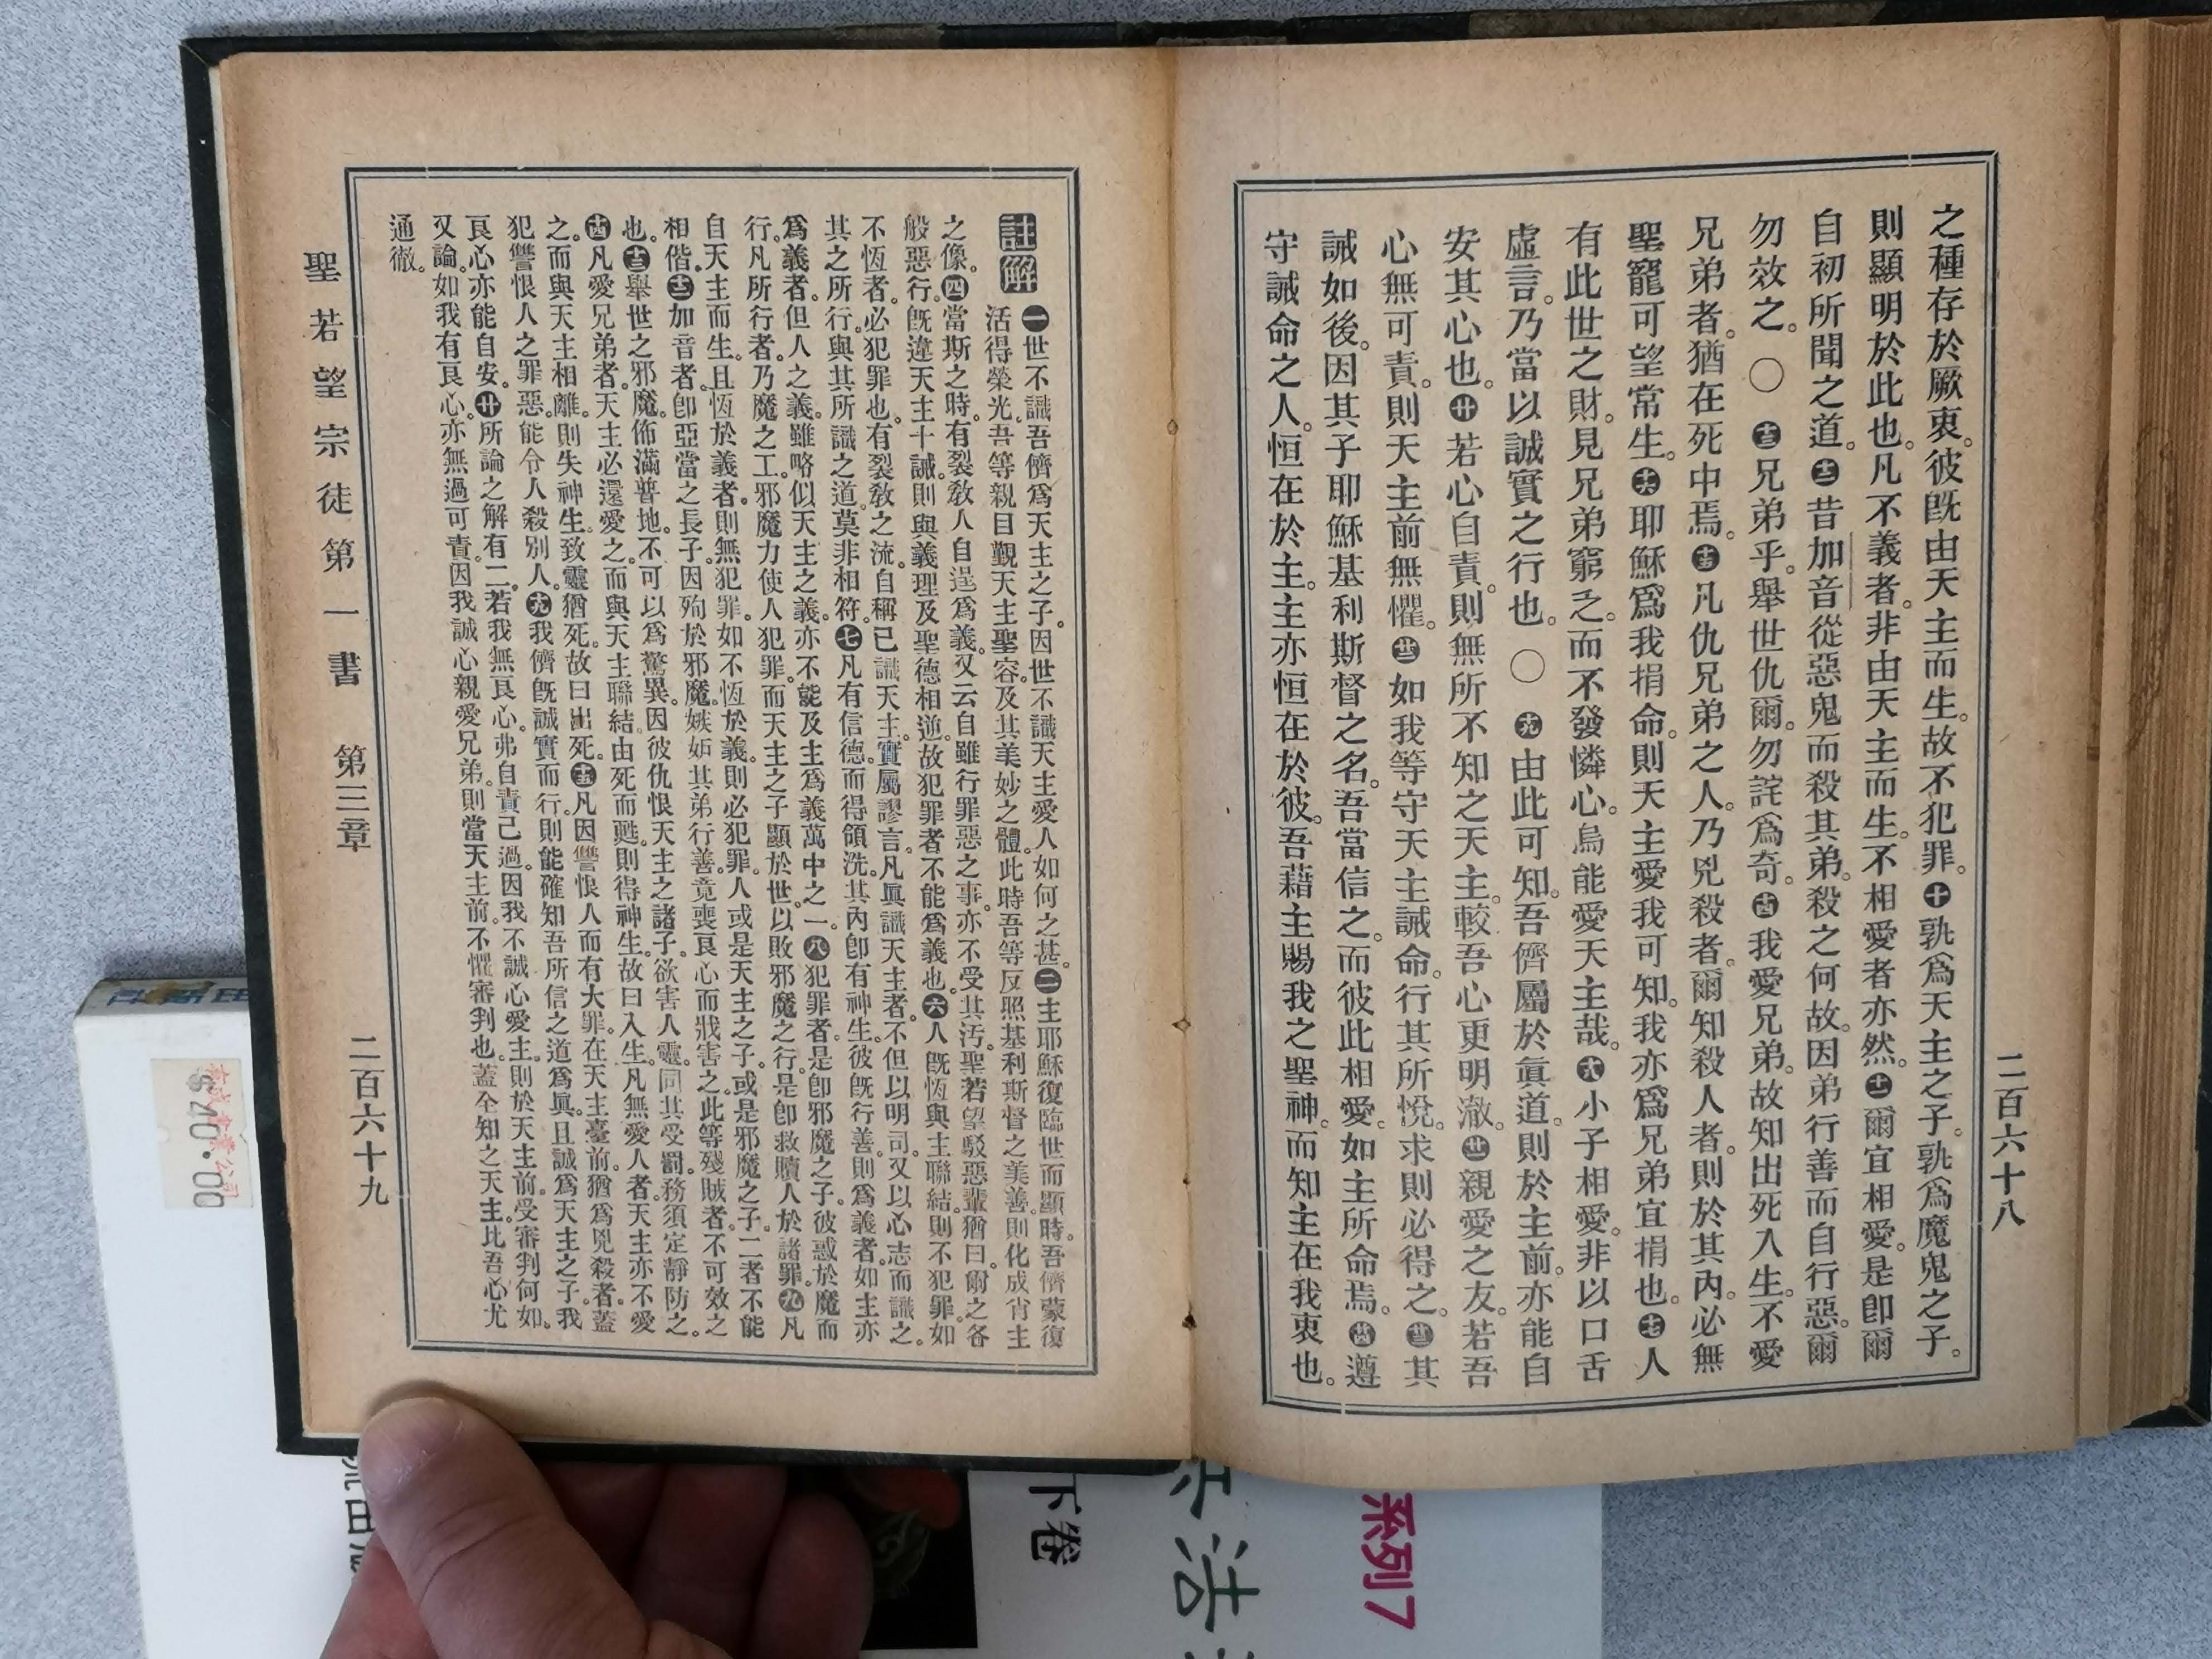 之種存於厥衷。彼旣由天主而生。故不犯罪。㊉孰爲天主之子。孰爲魔鬼之子。
則顯明於此也。凡不義者。非由天主而生。不相愛者亦然。十一爾宜相愛。是卽爾
自初所聞之道。十二昔加音從惡鬼而殺其弟。殺之何故。因弟行善而自行惡。爾
勿效之。〇十三兄弟乎。舉世仇爾。勿詫爲奇。十四我愛兄弟。故知出死入生。不愛
兄弟者。猶在死中焉。十五凡仇兄弟之人。乃兇殺者。爾知殺人者。則於其內。必無
聖寵可望常生。十六耶穌爲我捐命。則天主愛我可知。我亦爲兄弟宜捐也。十七人
有此世之財。見兄弟窮乏。而不發憐心。烏能愛天主哉。十八小子相愛。非以口舌
虛言。乃當以誠實之行也。〇十九由此可知。吾儕屬於眞道。則於主前。亦能自
安其心也。廿若心自責。則無所不知之天主。較吾心更明澈。廿一親愛之友。若吾
心無可責。則天主前無懼。廿二如我等守天主誡命。行其所悅。求則必得之。廿三其
誡如後。因其子耶穌基利斯督之名。吾當信之。而彼此相愛。如主所命焉。廿四遵
守誡命之人。恒在於主。主亦恒在於彼。吾藉主賜我之聖神。而知主在我衷也。
二百六十八
註解 一世不識吾儕爲天主之子。因世不識天主愛人如何之甚。二主耶穌復臨世而顯時。吾儕蒙復
活得榮光。吾等親目覩天主聖容。及其美妙之體。此時吾等反照基利斯督之美善。則化成肖主
之像。四當斯之時。有裂敎人自逞爲義。又云自雖行罪惡之事。亦不受其污。聖若望駁惡輩猶曰。爾之各
般惡行。旣違天主十誡。則與義理及聖德相逆。故犯罪者不能爲義也。六人旣恆與主聯結。則不犯罪。如
不恆者。必犯罪也。有裂敎之流。自稱己識天主。實屬謬言。凡眞識天主者。不但以明司。又以心志而識之。
其之所行。與其所識之道。莫非相符。七凡有信德。而得領洗。其內卽有神生。彼旣行善。則爲義者。如主亦
爲義者。但人之義。雖略似天主之義。亦不能及主爲義萬中之一。八犯罪者。是卽邪魔之子。彼惑於魔而
行。凡所行者。乃魔之工。邪魔力使人犯罪。而天主之子顯於世。以敗邪魔之行。是卽救贖人於諸罪。九凡
自天主而生。且恆於義者。則無犯罪。如不恆於義。則必犯罪。人或是天主之子。或是邪魔之子。二者不能
相偕。十二加音者。卽亞當之長子。因殉於邪魔。嫉妬其弟行善。竟喪良心而戕害之。此等殘賊者。不可效之
也。十三舉世之邪魔。佈滿普地。不可以爲驚異。因彼仇恨天主之諸子。欲害人靈。同其受罰。務須定靜防之。
十四凡愛兄弟者。天主必還愛之。而與天主聯結。由死而甦。則得神生。故曰入生。凡無愛人者。天主亦不愛
之。而與天主相離。則失神生。致靈猶死。故曰出死。十五凡因讐恨人而有大罪。在天主臺前。猶爲兇殺者。蓋
犯讐恨人之罪惡。能令人殺別人。十九我儕旣誠實而行。則能確知吾所信之道爲眞。且誠爲天主之子。我
良心亦能自安。廿所論之解有二。若我無良心。弗自責己過。因我不誠心愛主。則於天主前。受審判何如。
又論。如我有良心。亦無過可責。因我誠心親愛兄弟。則當天主前。不懼審判也。蓋全知之天主。比吾心尤
通徹。
聖若望宗徒第一書 第三章 二百六十九
南誠企業公司
$20.00
下卷
活
系列7